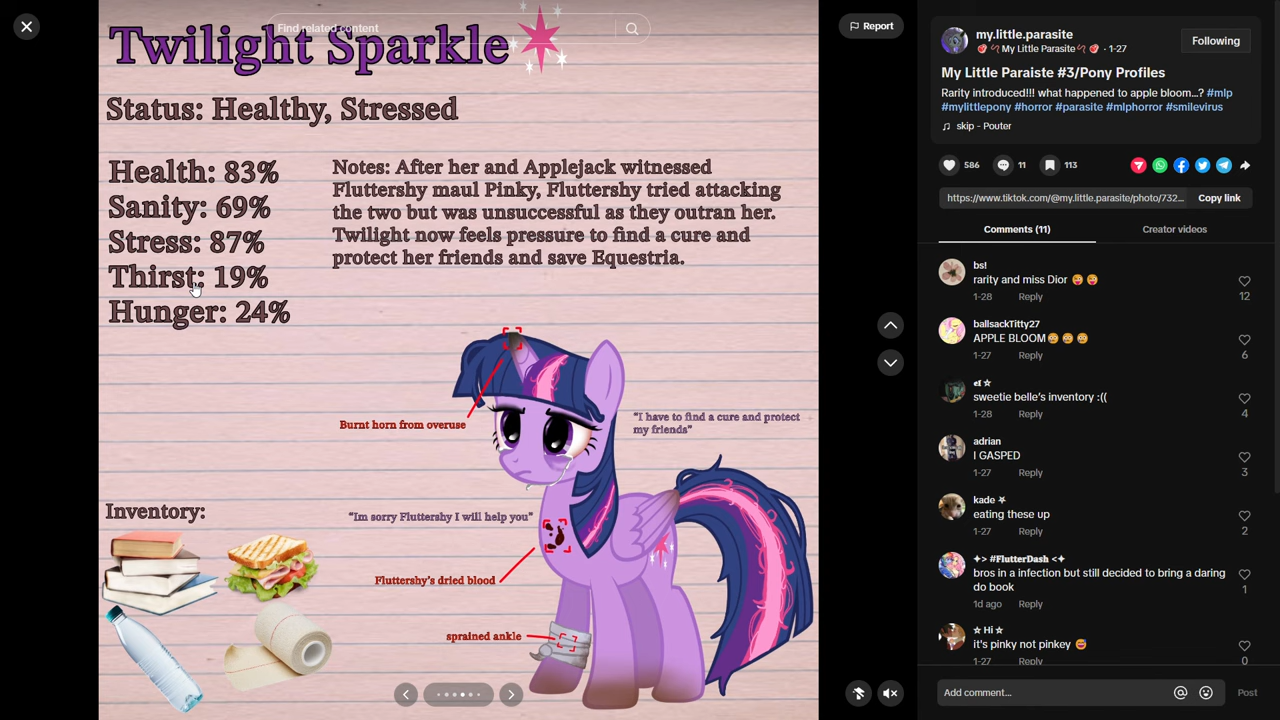 Find related content
Report
Twilight Sparkle
Status: Healthy, Stressed
Health: 83%
Sanity: 69%
Stress: 87%
Thirst: 19%
Hunger: 24%
Notes: After her and Applejack witnessed
Fluttershy maul Pinky, Fluttershy tried attacking
the two but was unsuccessful as they outran her.
Twilight now feels pressure to find a cure and
protect her friends and save Equestria.
Burnt horn from overuse
"I have to find a cure and protect
my friends"
Inventory:
"Im sorry Fluttershy I will help you"
Fluttershy's dried blood
sprained ankle
my.little.parasite
My Little Parasite · 1-27
Following
My Little Paraiste #3/Pony Profiles
Rarity introduced!!! what happened to apple bloom...? #mlp
#mylittlepony #horror #parasite #mlphorror #smilevirus
♫ skip - Pouter
586
11
113
https://www.tiktok.com/@my.little.parasite/photo/732...
Copy link
Comments (11)
Creator videos
bs!
rarity and miss Dior 😜 😜
1-28 Reply
12
ballsackTitty27
APPLE BLOOM
1-27 Reply
6
el ☆
sweetie belle's inventory :((
1-28 Reply
4
adrian
I GASPED
1-27 Reply
3
kade ☆
eating these up
1-27 Reply
2
✦> #FlutterDash <✦
bros in a infection but still decided to bring a daring
do book
1d ago Reply
1
☆ Hi ☆
it's pinky not pinkey 😅
1-27 Reply
0
Add comment...
Post